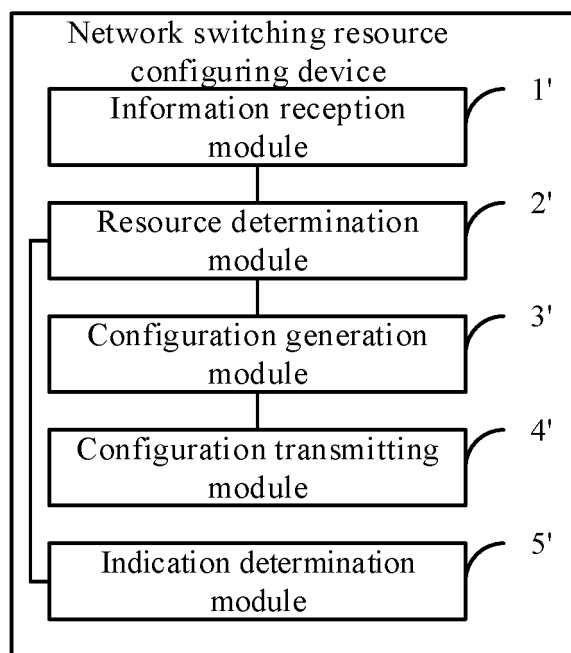 Network switching resource
configuring device
Information reception
module
1'
Resource determination
module
2'
Configuration generation
module
3'
Configuration transmitting
module
4'
Indication determination
module
5'